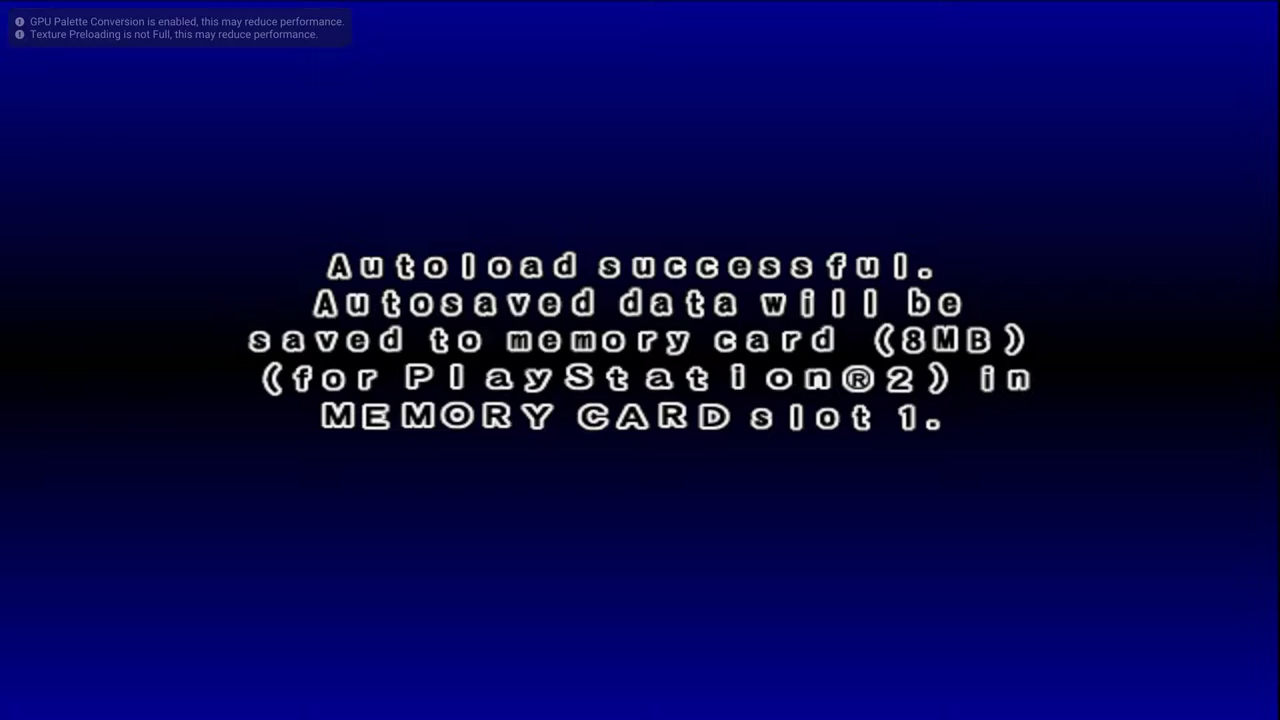 GPU Palette Conversion is enabled, this may reduce performance.
Texture Preloading is not Full, this may reduce performance.
Autoload successful.
Autosaved data will be
saved to memory card (8MB)
(for PlayStation®2) in
MEMORY CARD slot 1.